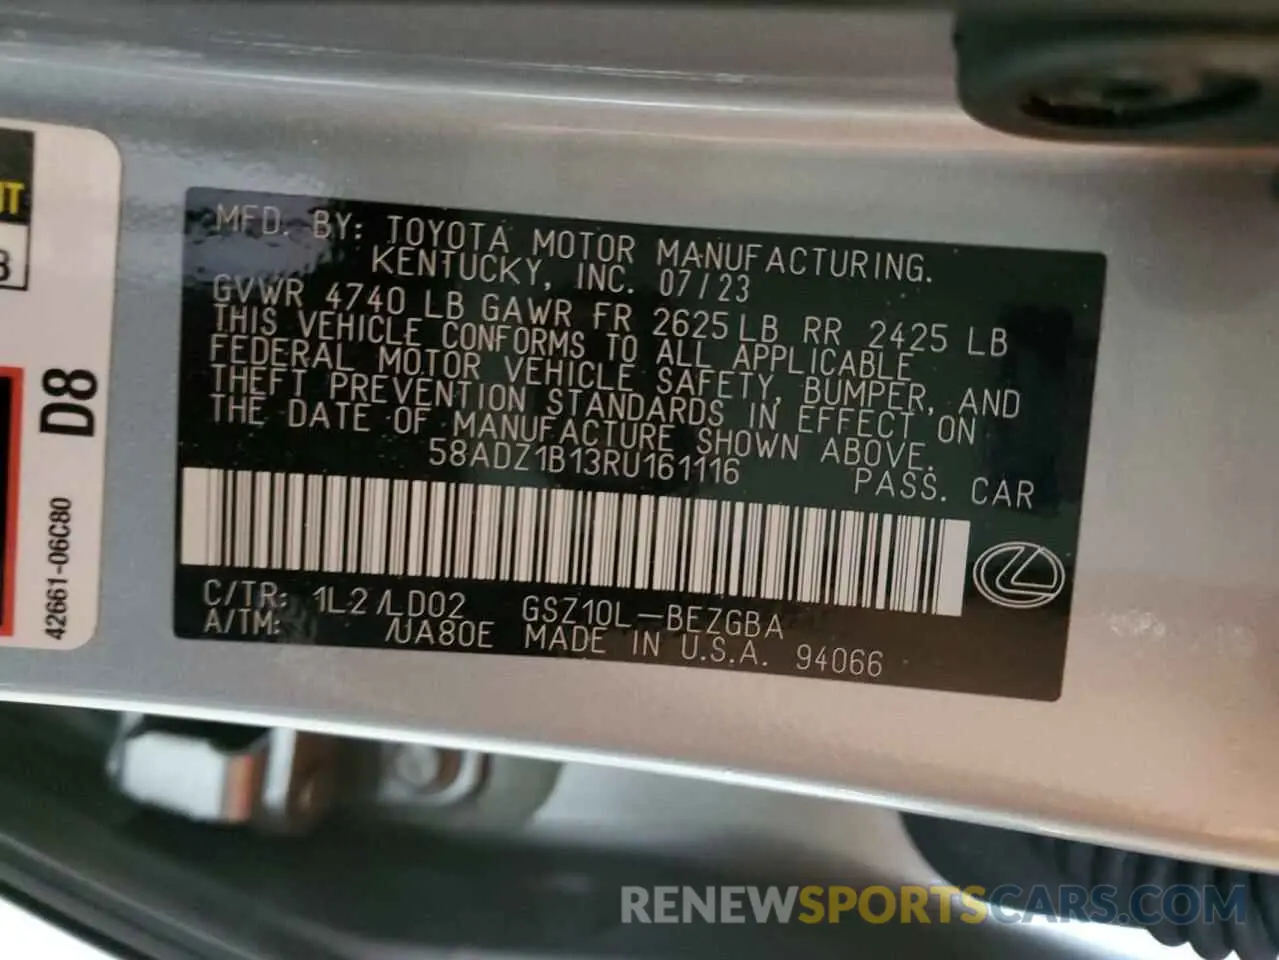 MFD. BY: TOYOTA MOTOR MANUFACTURING.
KENTUCKY, INC. 07/23
GVWR 4740 LB GAWR FR 2625 LB RR 2425 LB
THIS VEHICLE CONFORMS TO ALL APPLICABLE
FEDERAL MOTOR VEHICLE SAFETY, BUMPER, AND
THEFT PREVENTION STANDARDS IN EFFECT ON
THE DATE OF MANUFACTURE SHOWN ABOVE.
58ADZ1B13RU161116 PASS. CAR
C/TR: 1L2 /LD02 GSZ10L-BEZGBA
A/TM: /UA80E MADE IN U.S.A. 94066
D8
42661-06C80
RENEWSPORTSCARS.COM